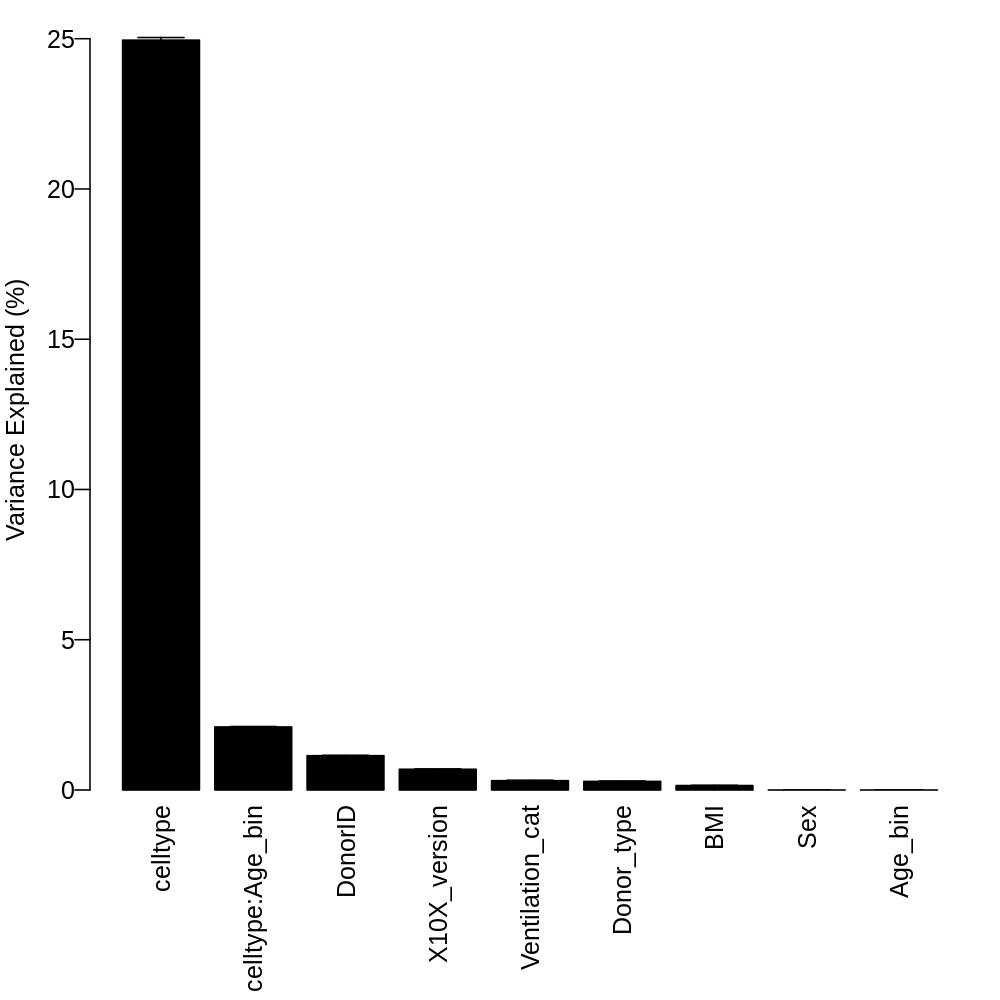 Variance Explained (%)
25
20
15
10
5
0
celltype
celltype:Age_bin
DonorID
X10X_version
Ventilation_cat
Donor_type
BMI
Sex
Age_bin